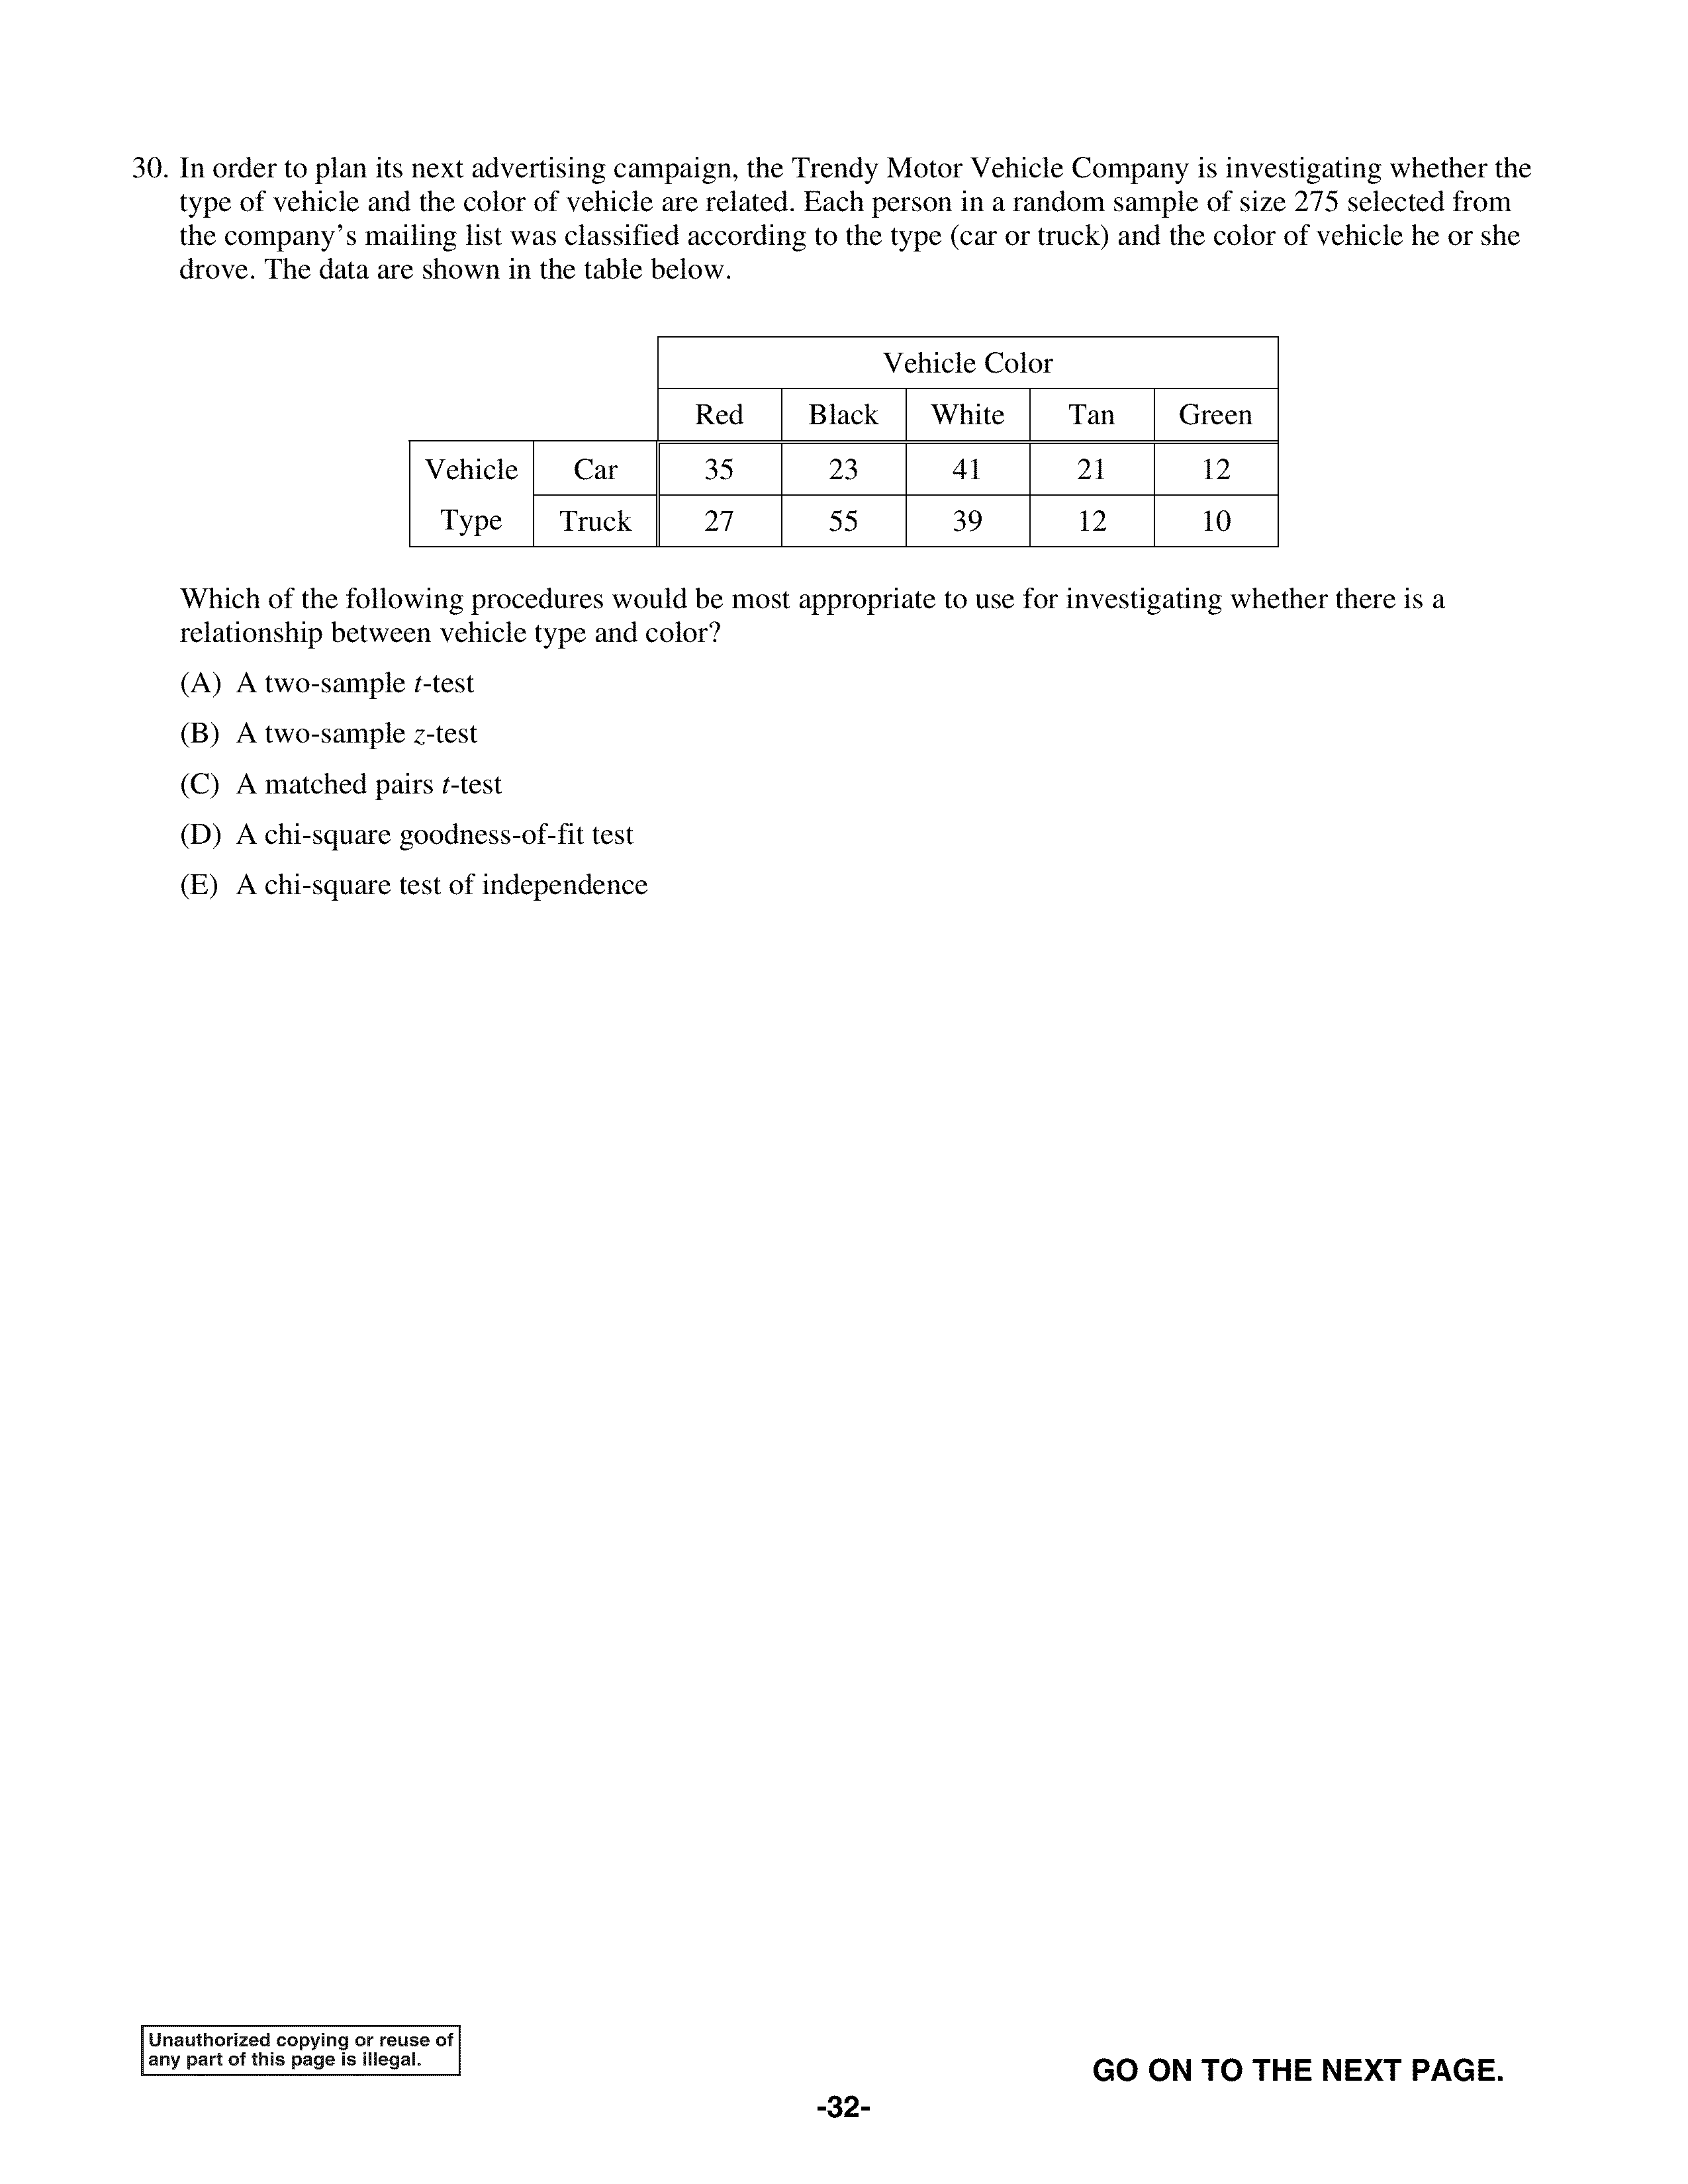 30. In order to plan its next advertising campaign, the Trendy Motor Vehicle Company is investigating whether the
type of vehicle and the color of vehicle are related. Each person in a random sample of size 275 selected from
the company's mailing list was classified according to the type (car or truck) and the color of vehicle he or she
drove. The data are shown in the table below.
Vehicle Color
Red Black White Tan Green
Vehicle Car 35 23 41 21 12
Type Truck 27 55 39 12 10
Which of the following procedures would be most appropriate to use for investigating whether there is a
relationship between vehicle type and color?
(A) A two-sample t-test
(B) A two-sample z-test
(C) A matched pairs t-test
(D) A chi-square goodness-of-fit test
(E) A chi-square test of independence
Unauthorized copying or reuse of
any part of this page is illegal.
GO ON TO THE NEXT PAGE.
-32-